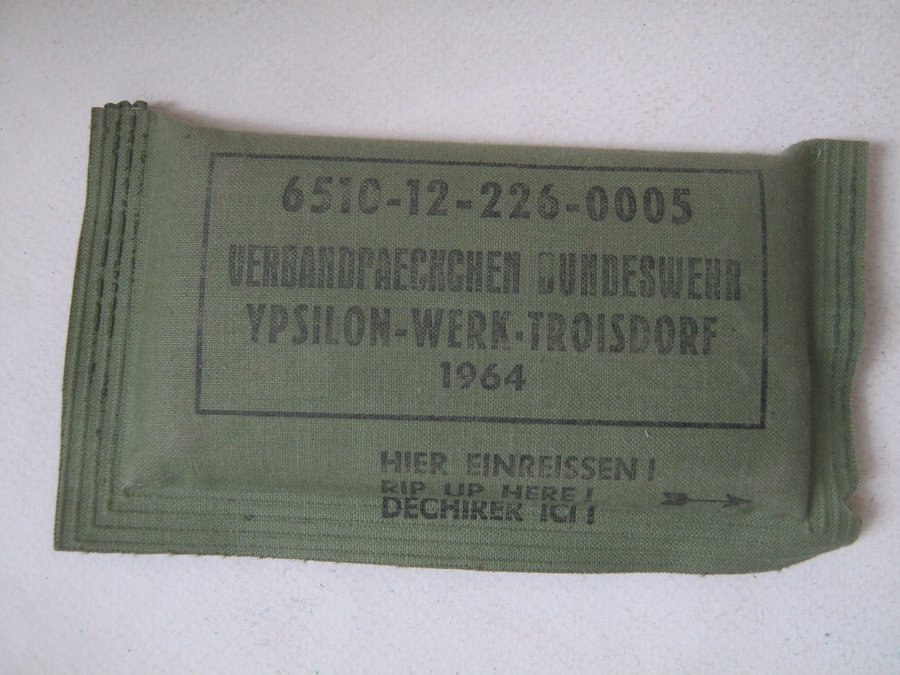 6510-12-226-0005
VERBANDPAECKCHEN BUNDESWEHR
YPSILON-WERK-TROISDORF
1964
HIER EINREISSEN!
RIP UP HERE!
DECHIRER ICI!